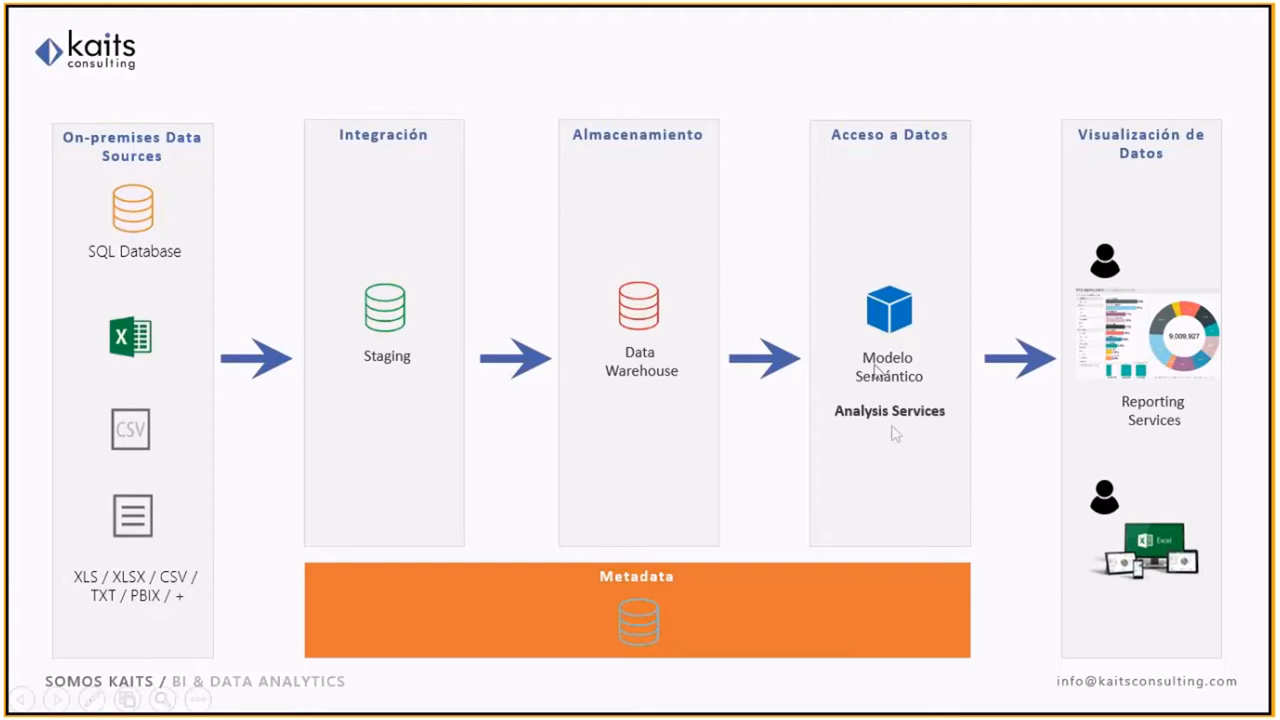 kaits
consulting
On-premises Data
Sources
SQL Database
CSV
XLS / XLSX / CSV /
TXT / PBIX / +
Integración
Staging
Almacenamiento
Data
Warehouse
Acceso a Datos
Modelo
Semántico
Analysis Services
Visualización de
Datos
9,009,927
Reporting
Services
Excel
Metadata
SOMOS KAITS / BI & DATA ANALYTICS
info@kaitsconsulting.com